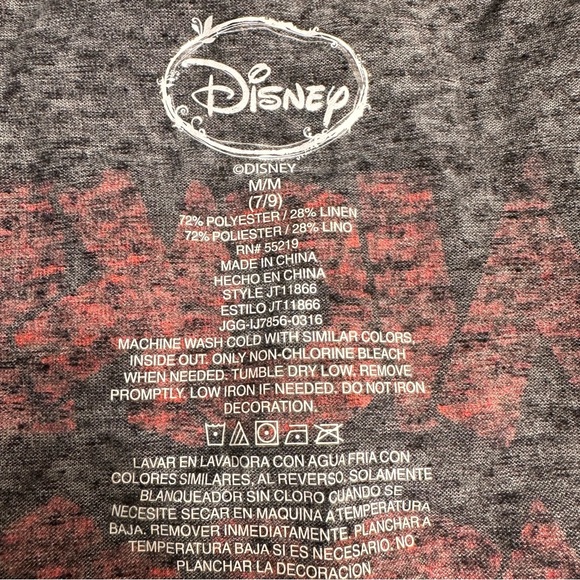 Disney
©DISNEY
M/M
(7/9)
72% POLYESTER / 28% LINEN
72% POLYESTER / 28% LINO
RN# 55219
MADE IN CHINA
HECHO EN CHINA
STYLE JT11866
ESTILO JT11866
JGG-IJ7856-0316
MACHINE WASH COLD WITH SIMILAR COLORS,
INSIDE OUT. ONLY NON-CHLORINE BLEACH
WHEN NEEDED. TUMBLE DRY LOW. REMOVE
PROMPTLY. LOW IRON IF NEEDED. DO NOT IRON
DECORATION.
LAVAR EN LAVADORA CON AGUA FRIA CON
COLORES SIMILARES, AL REVERSO. SOLAMENTE
BLANQUEADOR SIN CLORO CUANDO SE
NECESITE SECAR EN MAQUINA A TEMPERATURA
BAJA. REMOVER INMEDIATAMENTE. PLANCHAR A
TEMPERATURA BAJA SI ES NECESARIO. NO
PLANCHAR LA DECORACION